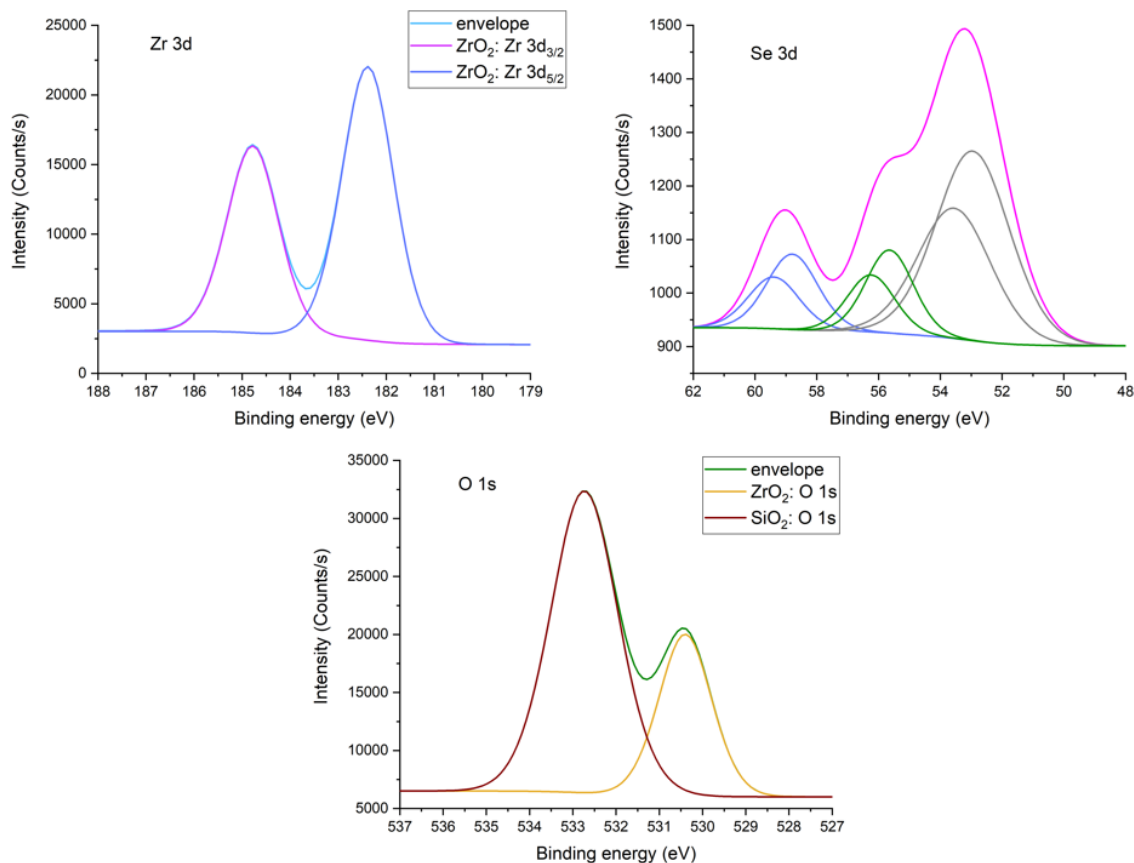 Zr 3d
envelope
ZrO2: Zr 3d3/2
ZrO2: Zr 3d5/2
Intensity (Counts/s)
25000
20000
15000
10000
5000
0
188 187 186 185 184 183 182 181 180 179
Binding energy (eV)
Se 3d
Intensity (Counts/s)
1500
1400
1300
1200
1100
1000
900
62 60 58 56 54 52 50 48
Binding energy (eV)
O 1s
envelope
ZrO2: O 1s
SiO2: O 1s
Intensity (Counts/s)
35000
30000
25000
20000
15000
10000
5000
537 536 535 534 533 532 531 530 529 528 527
Binding energy (eV)